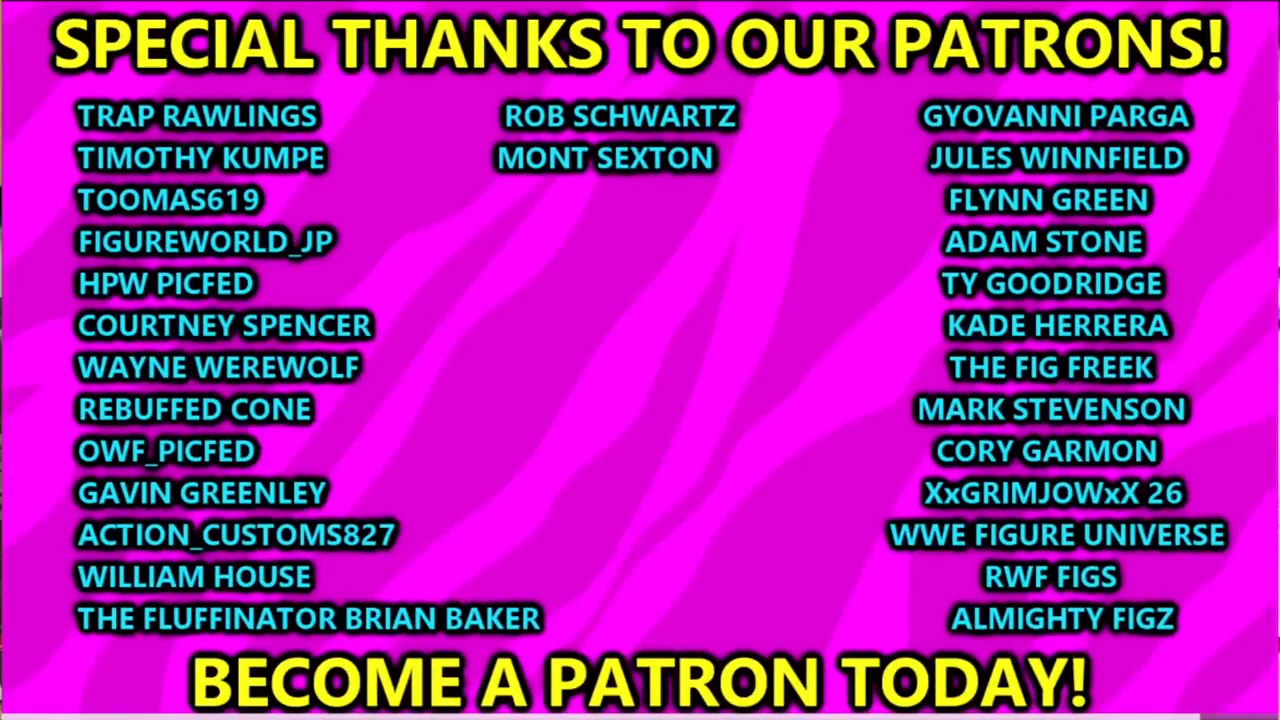 SPECIAL THANKS TO OUR PATRONS!
TRAP RAWLINGS
TIMOTHY KUMPE
TOOMAS619
FIGUREWORLD_JP
HPW PICFED
COURTNEY SPENCER
WAYNE WEREWOLF
REBUFFED CONE
OWF_PICFED
GAVIN GREENLEY
ACTION_CUSTOMS827
WILLIAM HOUSE
THE FLUFFINATOR BRIAN BAKER
ROB SCHWARTZ
MONT SEXTON
GYOVANNI PARGA
JULES WINNFIELD
FLYNN GREEN
ADAM STONE
TY GOODRIDGE
KADE HERRERA
THE FIG FREEK
MARK STEVENSON
CORY GARMON
XxGRIMJOWxX 26
WWE FIGURE UNIVERSE
RWF FIGS
ALMIGHTY FIGZ
BECOME A PATRON TODAY!